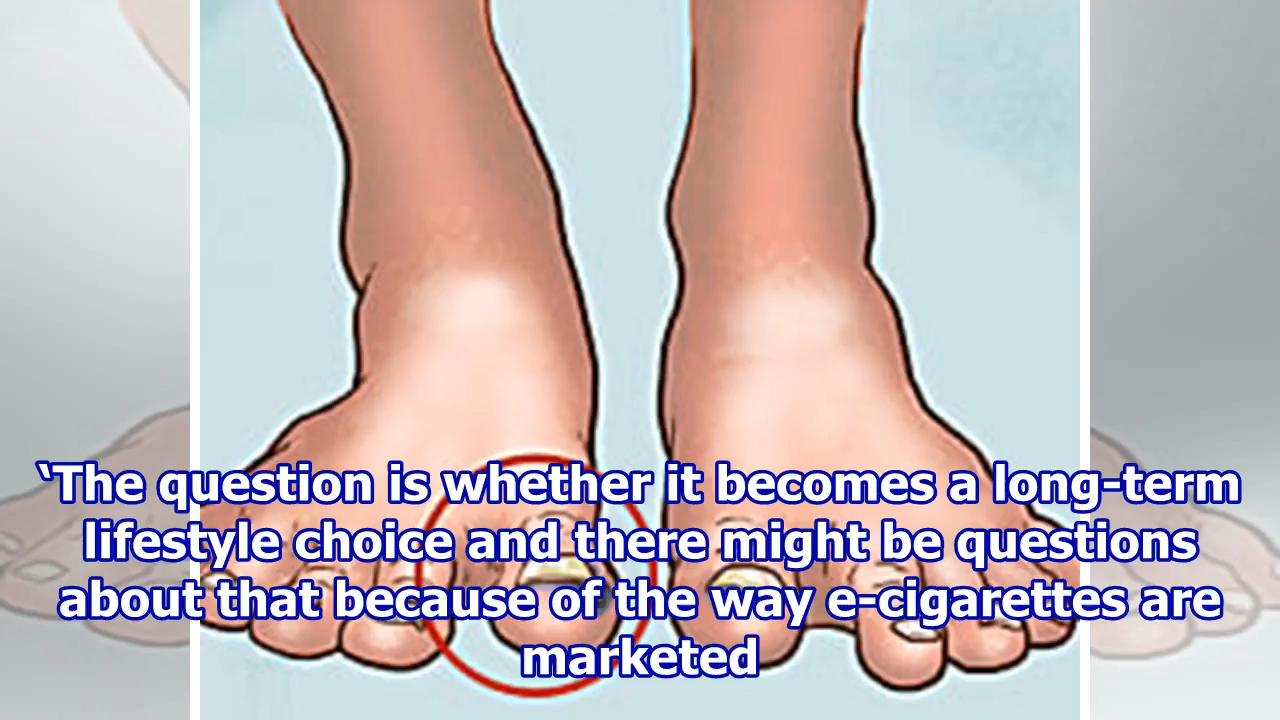 ‘The question is whether it becomes a long-term
lifestyle choice and there might be questions
about that because of the way e-cigarettes are
marketed